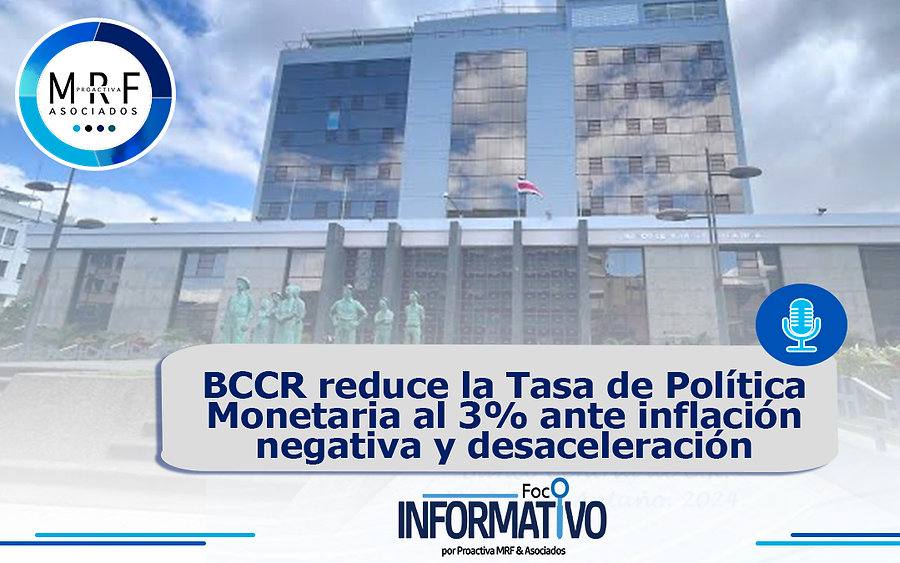 MRF
PROACTIVA
ASOCIADOS
BCCR reduce la Tasa de Política
Monetaria al 3% ante inflación
negativa y desaceleración
2024
Foco
INFORMATIVO
por Proactiva MRF & Asociados